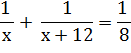 1/x + 1/(x + 12) = 1/8